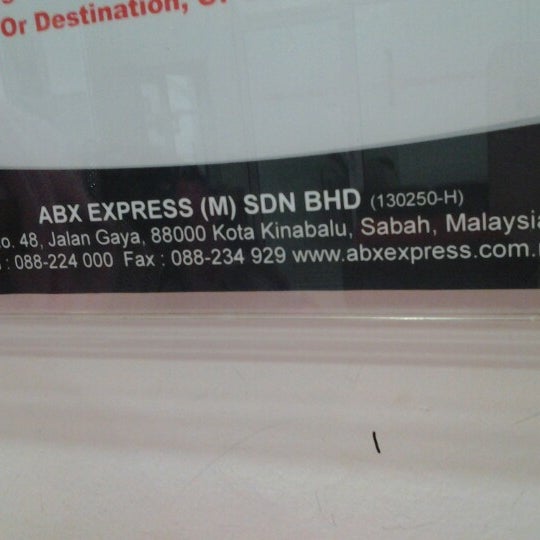 Or Destination,
ABX EXPRESS (M) SDN BHD (130250-H)
o. 48, Jalan Gaya, 88000 Kota Kinabalu, Sabah, Malaysia
: 088-224 000 Fax : 088-234 929 www.abxexpress.com.